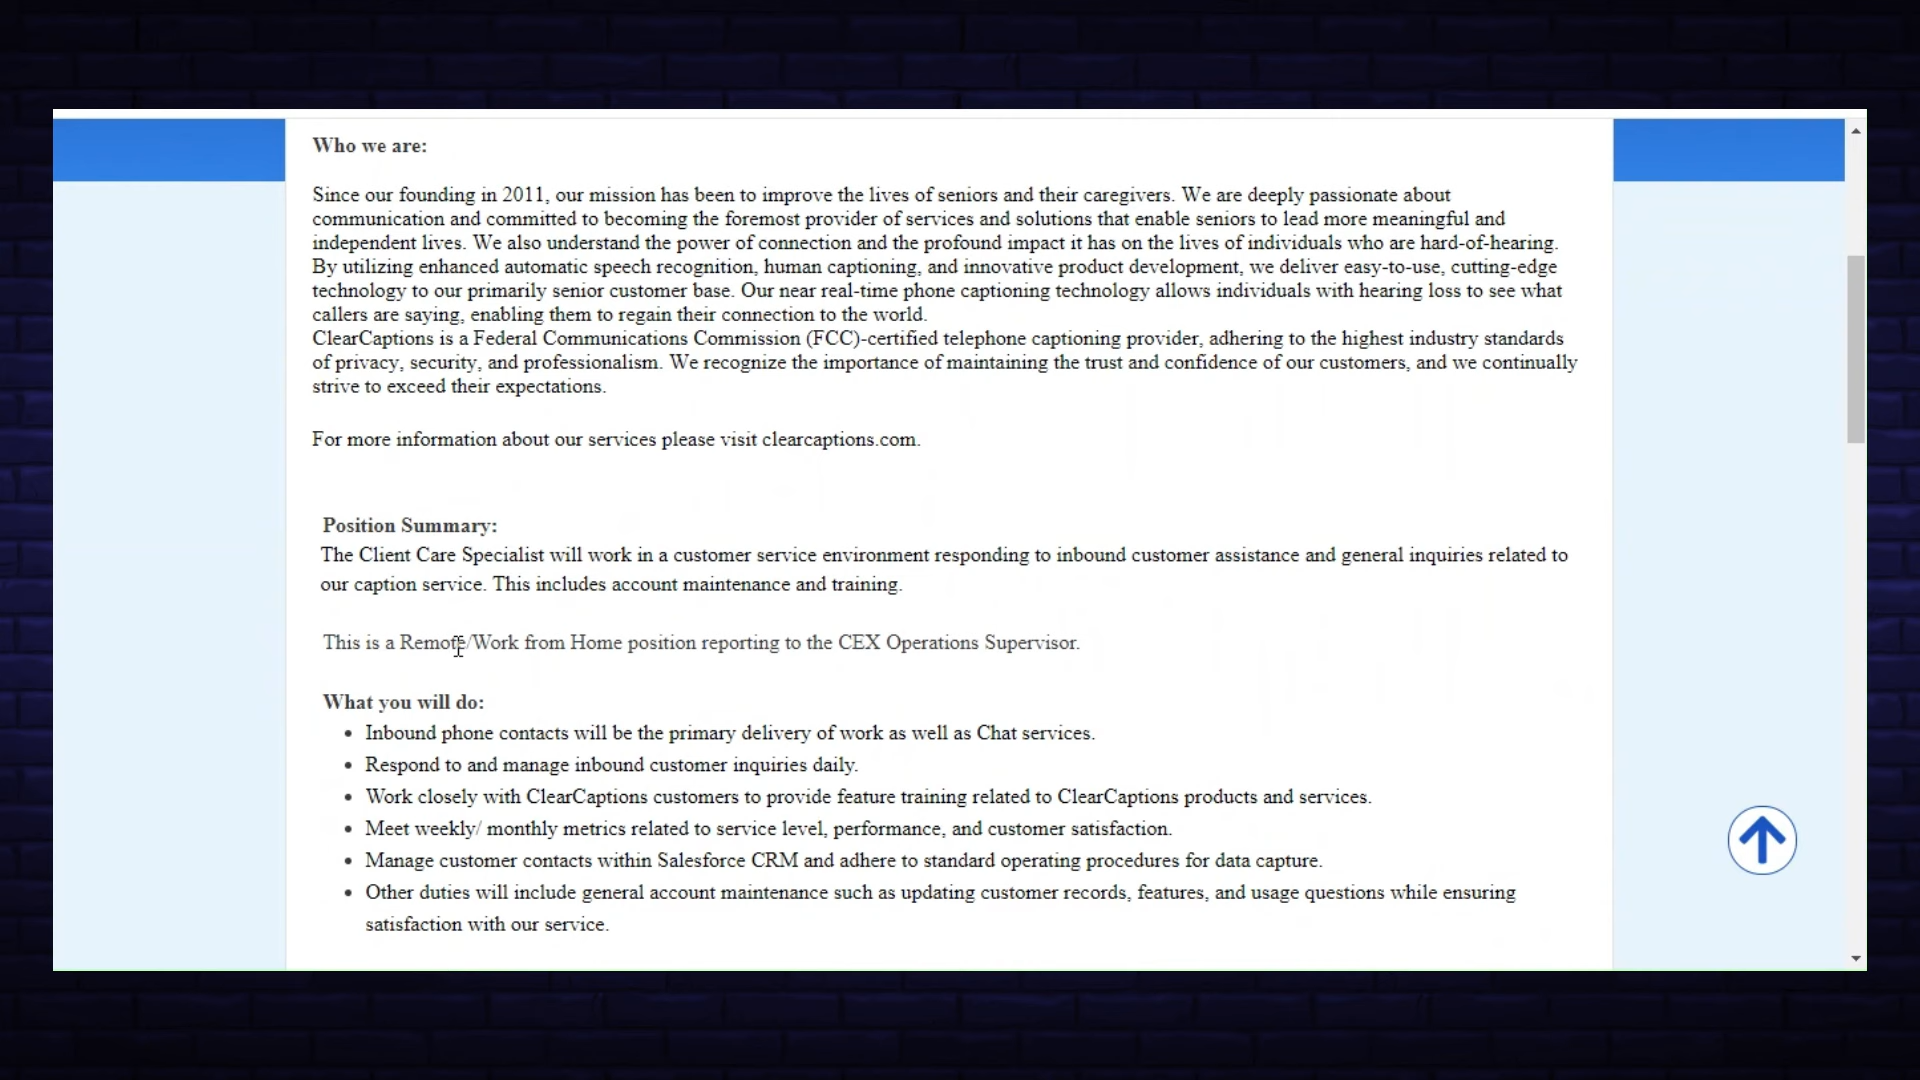 Who we are:
Since our founding in 2011, our mission has been to improve the lives of seniors and their caregivers. We are deeply passionate about
communication and committed to becoming the foremost provider of services and solutions that enable seniors to lead more meaningful and
independent lives. We also understand the power of connection and the profound impact it has on the lives of individuals who are hard-of-hearing.
By utilizing enhanced automatic speech recognition, human captioning, and innovative product development, we deliver easy-to-use, cutting-edge
technology to our primarily senior customer base. Our near real-time phone captioning technology allows individuals with hearing loss to see what
callers are saying, enabling them to regain their connection to the world.
ClearCaptions is a Federal Communications Commission (FCC)-certified telephone captioning provider, adhering to the highest industry standards
of privacy, security, and professionalism. We recognize the importance of maintaining the trust and confidence of our customers, and we continually
strive to exceed their expectations.
For more information about our services please visit clearcaptions.com.
Position Summary:
The Client Care Specialist will work in a customer service environment responding to inbound customer assistance and general inquiries related to
our caption service. This includes account maintenance and training.
This is a Remote/Work from Home position reporting to the CEX Operations Supervisor.
What you will do:
• Inbound phone contacts will be the primary delivery of work as well as Chat services.
• Respond to and manage inbound customer inquiries daily.
• Work closely with ClearCaptions customers to provide feature training related to ClearCaptions products and services.
• Meet weekly/ monthly metrics related to service level, performance, and customer satisfaction.
• Manage customer contacts within Salesforce CRM and adhere to standard operating procedures for data capture.
• Other duties will include general account maintenance such as updating customer records, features, and usage questions while ensuring
satisfaction with our service.